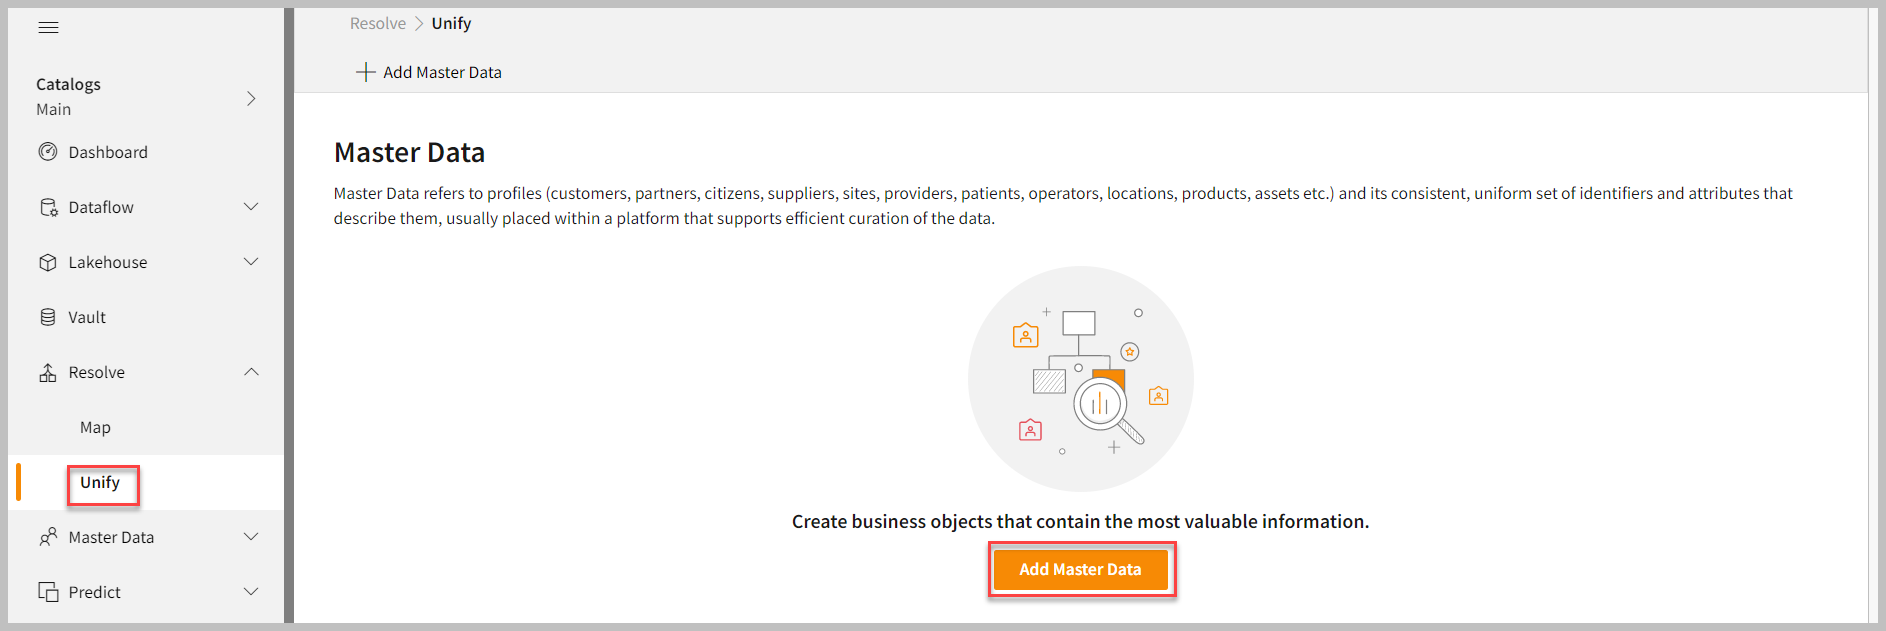 Catalogs
Main
Dashboard
Dataflow
Lakehouse
Vault
Resolve
Map
Unify
Master Data
Predict
Resolve > Unify
Add Master Data
Master Data
Master Data refers to profiles (customers, partners, citizens, suppliers, sites, providers, patients, operators, locations, products, assets etc.) and its consistent, uniform set of identifiers and attributes that
describe them, usually placed within a platform that supports efficient curation of the data.
Create business objects that contain the most valuable information.
Add Master Data